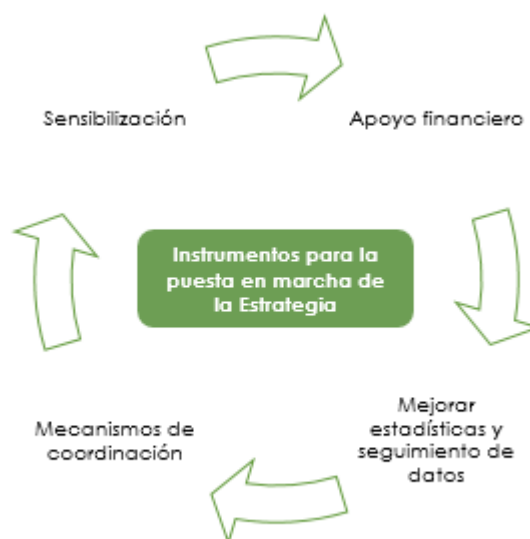 Sensibilización
Apoyo financiero
Instrumentos para la
puesta en marcha de
la Estrategia
Mecanismos de
coordinación
Mejorar
estadísticas y
seguimiento de
datos